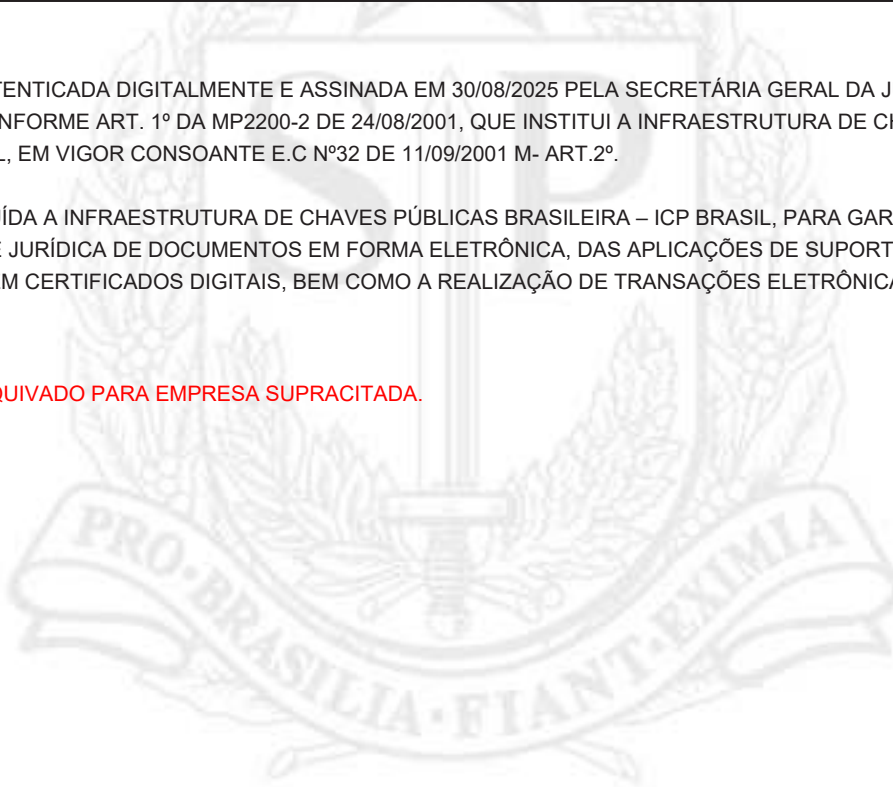 TENTICADA DIGITALMENTE E ASSINADA EM 30/08/2025 PELA SECRETÁRIA GERAL DA J
NFORME ART. 1º DA MP2200-2 DE 24/08/2001, QUE INSTITUI A INFRAESTRUTURA DE CH
L, EM VIGOR CONSOANTE E.C Nº32 DE 11/09/2001 M- ART.2º.
UÍDA A INFRAESTRUTURA DE CHAVES PÚBLICAS BRASILEIRA – ICP BRASIL, PARA GAR
E JURÍDICA DE DOCUMENTOS EM FORMA ELETRÔNICA, DAS APLICAÇÕES DE SUPORT
EM CERTIFICADOS DIGITAIS, BEM COMO A REALIZAÇÃO DE TRANSAÇÕES ELETRÔNICA
QUIVADO PARA EMPRESA SUPRACITADA.
SP
PRO·BRASILIA·FIANT·EXIMIA